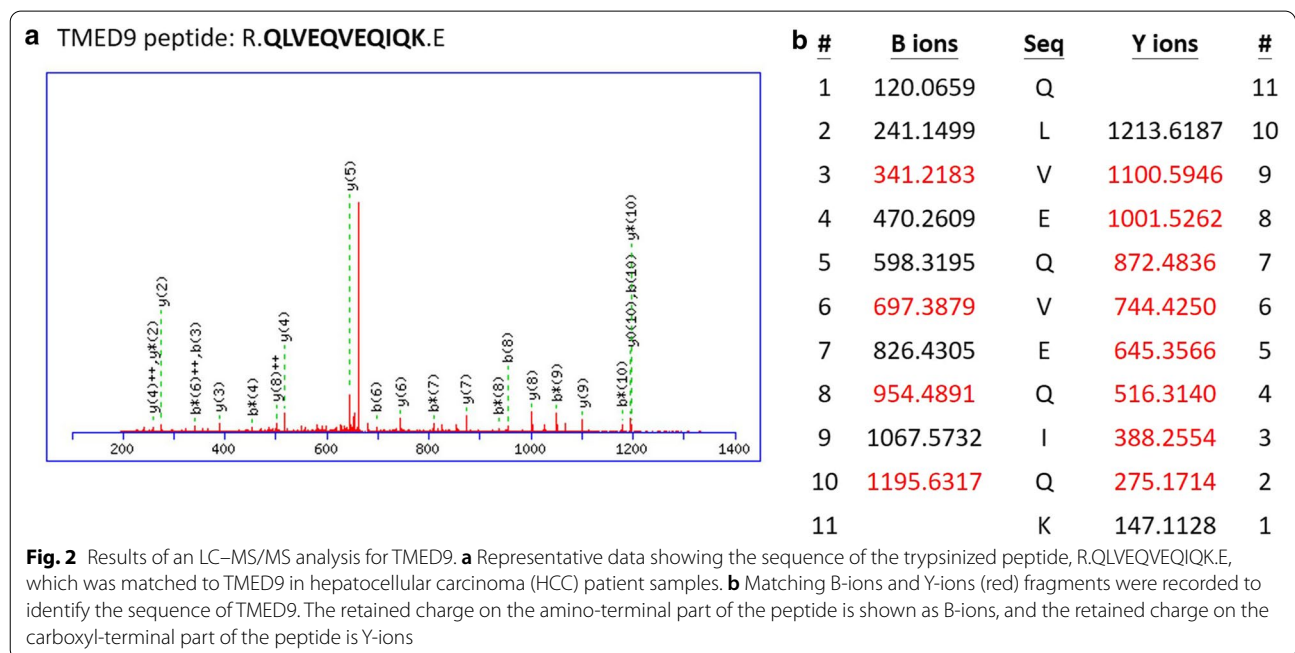 a TMED9 peptide: R.QLVEQVEQIQK.E
y(4)++,y*(2)
y(2)
b*(6)++,b(3)
y(3)
b*(4)
y(8)++
y(4)
y(5)
b(6)
y(6)
b*(7)
y(7)
b*(8)
b(8)
y(8)
b*(9)
y(9)
b*(10)
y0(10),b(10)
y*(10)
200 400 600 800 1000 1200 1400
b # B ions Seq Y ions #
1 120.0659 Q 11
2 241.1499 L 1213.6187 10
3 341.2183 V 1100.5946 9
4 470.2609 E 1001.5262 8
5 598.3195 Q 872.4836 7
6 697.3879 V 744.4250 6
7 826.4305 E 645.3566 5
8 954.4891 Q 516.3140 4
9 1067.5732 I 388.2554 3
10 1195.6317 Q 275.1714 2
11 K 147.1128 1
Fig. 2 Results of an LC–MS/MS analysis for TMED9. a Representative data showing the sequence of the trypsinized peptide, R.QLVEQVEQIQK.E,
which was matched to TMED9 in hepatocellular carcinoma (HCC) patient samples. b Matching B-ions and Y-ions (red) fragments were recorded to
identify the sequence of TMED9. The retained charge on the amino-terminal part of the peptide is shown as B-ions, and the retained charge on the
carboxyl-terminal part of the peptide is Y-ions